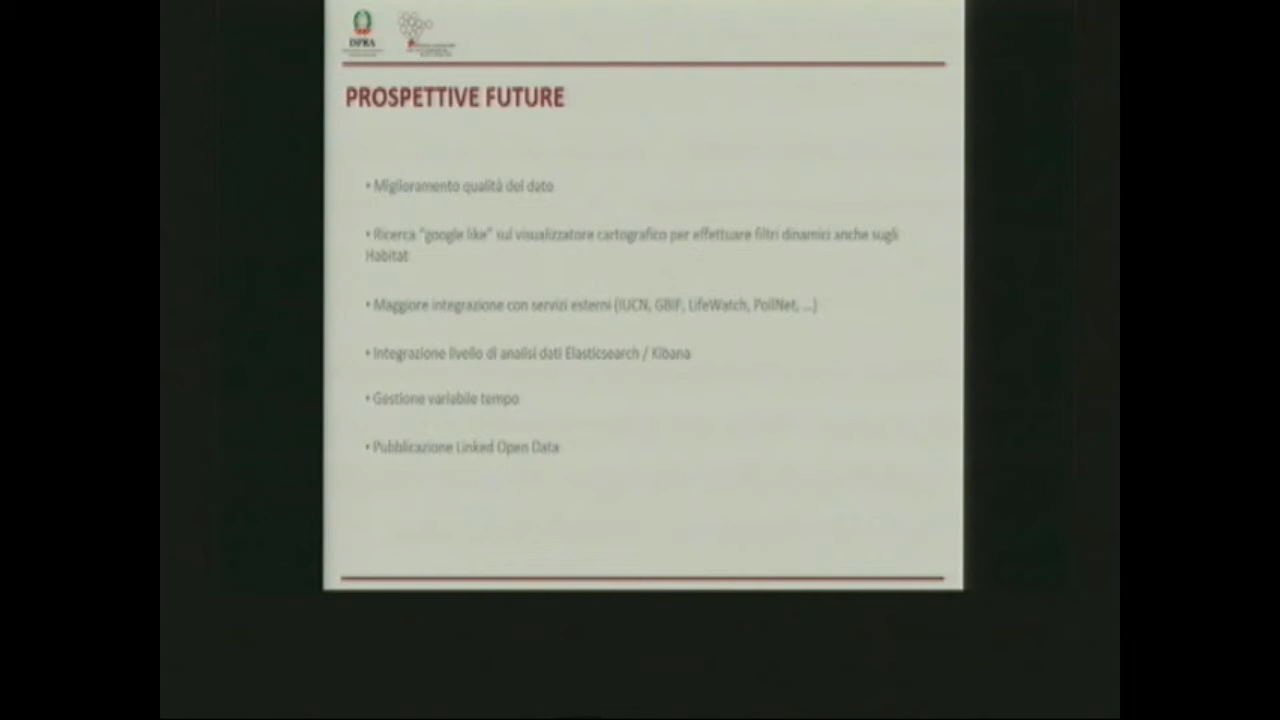 ISPRA
PROSPETTIVE FUTURE
• Miglioramento qualità del dato
• Ricerca "google like" sul visualizzatore cartografico per effettuare filtri dinamici anche sugli
Habitat
• Maggiore integrazione con servizi esterni (IUCN, GBIF, LifeWatch, PollNet, ...)
• Integrazione livello di analisi dati Elasticsearch / Kibana
• Gestione variabile tempo
• Pubblicazione Linked Open Data